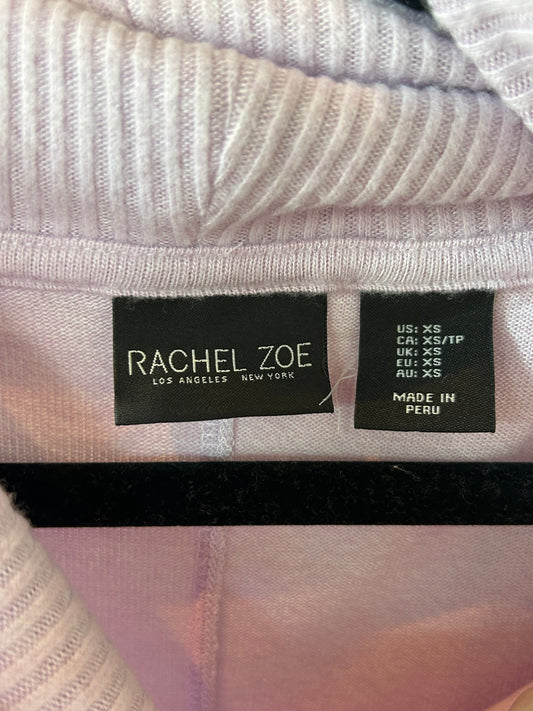 RACHEL ZOE
LOS ANGELES NEW YORK
US: XS
CA: XS/TP
UK: XS
EU: XS
AU: XS
MADE IN
PERU